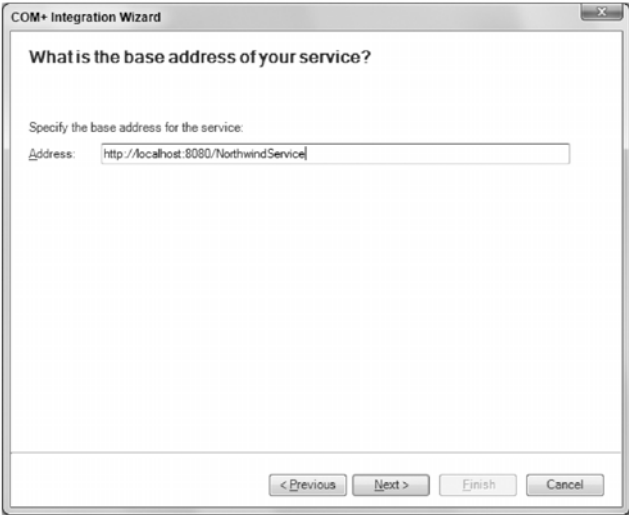 COM+ Integration Wizard
What is the base address of your service?
Specify the base address for the service:
Address: http://localhost:8080/NorthwindService
< Previous Next > Finish Cancel